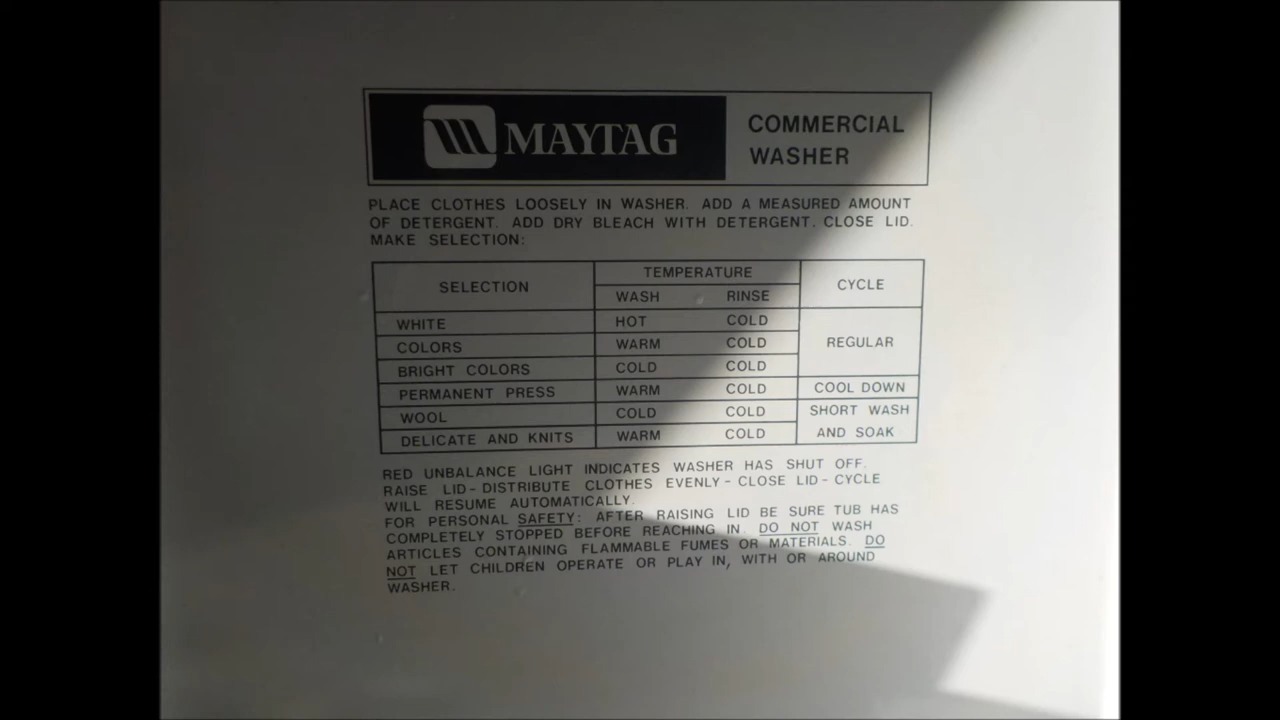 MAYTAG
COMMERCIAL
WASHER
PLACE CLOTHES LOOSELY IN WASHER. ADD A MEASURED AMOUNT
OF DETERGENT. ADD DRY BLEACH WITH DETERGENT. CLOSE LID.
MAKE SELECTION:
SELECTION TEMPERATURE CYCLE
WASH RINSE
WHITE HOT COLD
COLORS WARM COLD REGULAR
BRIGHT COLORS COLD COLD
PERMANENT PRESS WARM COLD COOL DOWN
WOOL COLD COLD SHORT WASH
DELICATE AND KNITS WARM COLD AND SOAK
RED UNBALANCE LIGHT INDICATES WASHER HAS SHUT OFF.
RAISE LID - DISTRIBUTE CLOTHES EVENLY - CLOSE LID - CYCLE
WILL RESUME AUTOMATICALLY.
FOR PERSONAL SAFETY: AFTER RAISING LID BE SURE TUB HAS
COMPLETELY STOPPED BEFORE REACHING IN. DO NOT WASH
ARTICLES CONTAINING FLAMMABLE FUMES OR MATERIALS. DO
NOT LET CHILDREN OPERATE OR PLAY IN, WITH OR AROUND
WASHER.